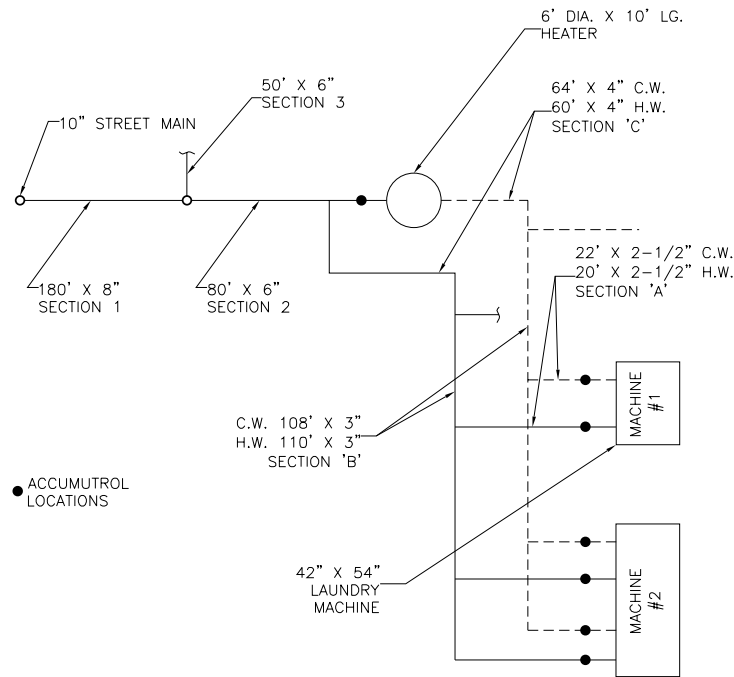 6' DIA. X 10' LG.
HEATER
50' X 6"
SECTION 3
64' X 4" C.W.
60' X 4" H.W.
SECTION 'C'
10" STREET MAIN
22' X 2-1/2" C.W.
20' X 2-1/2" H.W.
SECTION 'A'
180' X 8"
SECTION 1
80' X 6"
SECTION 2
MACHINE
#1
C.W. 108' X 3"
H.W. 110' X 3"
SECTION 'B'
ACCUMUTROL
LOCATIONS
42" X 54"
LAUNDRY
MACHINE
MACHINE
#2